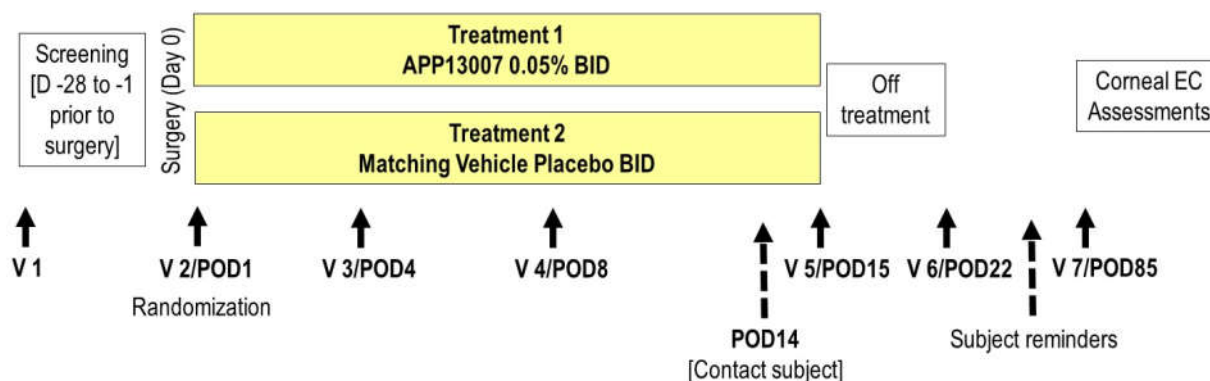 Screening
[D -28 to -1
prior to
surgery]
Surgery (Day 0)
Treatment 1
APP13007 0.05% BID
Treatment 2
Matching Vehicle Placebo BID
Off
treatment
Corneal EC
Assessments
V 1
V 2/POD1
Randomization
V 3/POD4
V 4/POD8
POD14
[Contact subject]
V 5/POD15
V 6/POD22
Subject reminders
V 7/POD85